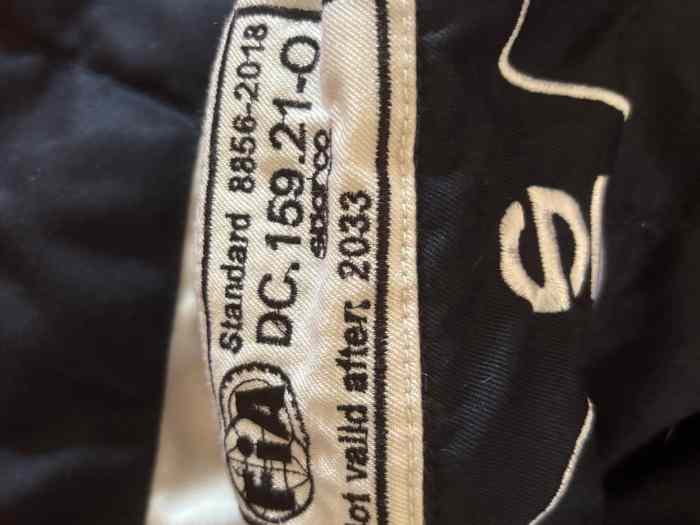 Standard 8856-2018
DC.159.21-O
sparco
FiA
Not valid after: 2033
e